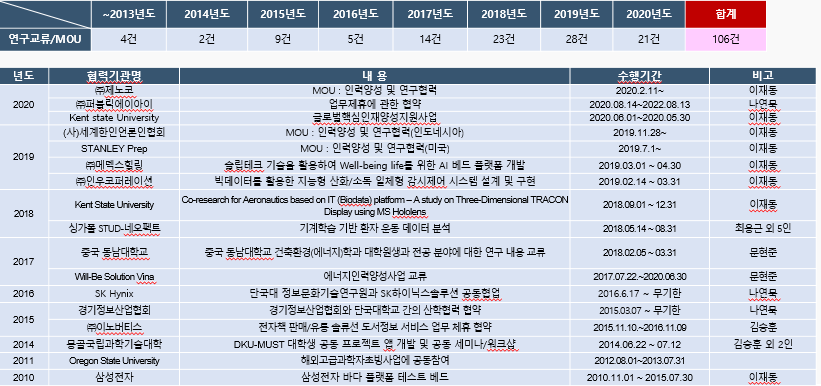 ~2013년도 2014년도 2015년도 2016년도 2017년도 2018년도 2019년도 2020년도 합계
연구교류/MOU 4건 2건 9건 5건 14건 23건 28건 21건 106건
년도 협력기관명 내 용 수행기간 비고
2020 ㈜제노코 MOU : 인력양성 및 연구협력 2020.2.11~ 이재동
㈜퍼블릭에이아이 업무제휴에 관한 협약 2020.08.14~2022.08.13 나연묵
Kent state University 글로벌핵심인재양성지원사업 2020.06.01~2020.05.30 이재동
2019 (사)세계한인언론인협회 MOU : 인력양성 및 연구협력(인도네시아) 2019.11.28~ 이재동
STANLEY Prep MOU : 인력양성 및 연구협력(미국) 2019.7.1~ 이재동
㈜메멕스힐링 슬립테크 기술을 활용하여 Well-being life를 위한 AI 베드 플랫폼 개발 2019.03.01 ~ 04.30 이재동
㈜인우코퍼레이션 빅데이터를 활용한 지능형 산화/소독 일체형 감시제어 시스템 설계 및 구현 2019.02.14 ~ 03.31 이재동
2018 Kent State University Co-research for Aeronautics based on IT (Biodata) platform – A study on Three-Dimensional TRACON
Display using MS Hololens 2018.09.01 ~ 12.31 이재동
싱가폴 STUD-네오펙트 기계학습 기반 환자 운동 데이터 분석 2018.05.14 ~ 08.31 최용근 외 5인
2017 중국 동남대학교 중국 동남대학교 건축환경(에너지)학과 대학원생과 전공 분야에 대한 연구 내용 교류 2018.02.05 ~ 03.31 문현준
Will-Be Solution Vina 에너지인력양성사업 교류 2017.07.22.~2020.06.30 문현준
2016 SK Hynix 단국대 정보문화기술연구원과 SK하이닉스솔루션 공동협업 2016.6.17 ~ 무기한 나연묵
2015 경기정보산업협회 경기정보산업협회와 단국대학교 간의 산학협력 협약 2015.03.07 ~ 무기한 나연묵
㈜이노버티스 전자책 판매/유통 솔루션 도서정보 서비스 업무 제휴 협약 2015.11.10.~2016.11.09 김승훈
2014 몽골국립과학기술대학 DKU-MUST 대학생 공동 프로젝트 앱 개발 및 공동 세미나/워크샵 2014.06.22 ~ 07.12 김승훈 외 2인
2011 Oregon State University 해외고급과학자초빙사업에 공동참여 2012.08.01~2013.07.31
2010 삼성전자 삼성전자 바다 플랫폼 테스트 베드 2010.11.01 ~ 2015.07.30 이재동